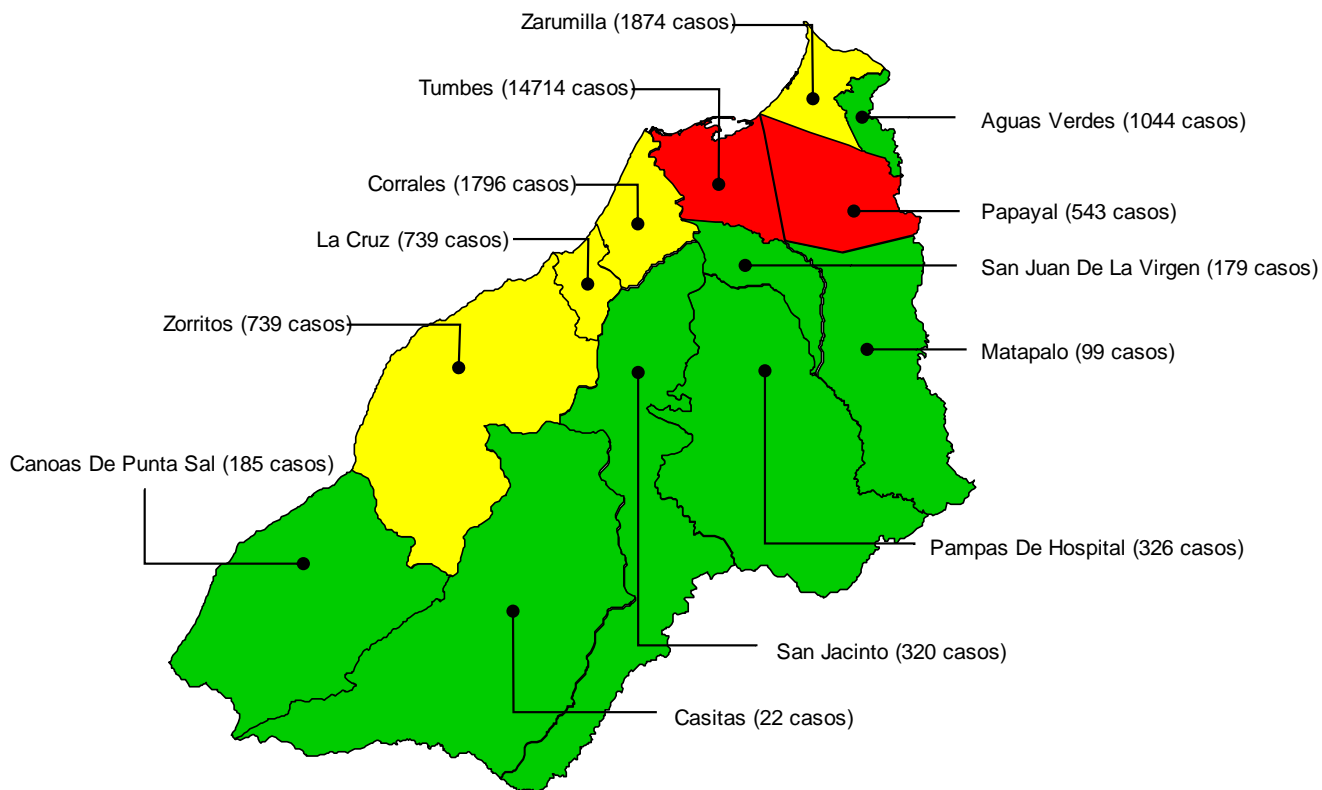 Zarumilla (1874 casos)
Tumbes (14714 casos)
Aguas Verdes (1044 casos)
Corrales (1796 casos)
Papayal (543 casos)
La Cruz (739 casos)
San Juan De La Virgen (179 casos)
Zorritos (739 casos)
Matapalo (99 casos)
Canoas De Punta Sal (185 casos)
Pampas De Hospital (326 casos)
San Jacinto (320 casos)
Casitas (22 casos)